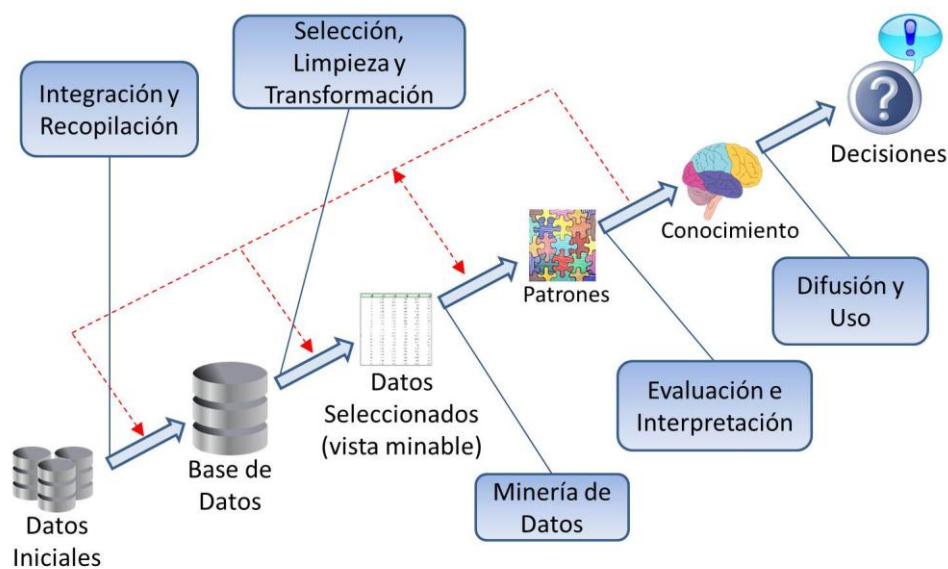 Integración y
Recopilación
Selección,
Limpieza y
Transformación
Decisiones
Conocimiento
Patrones
Difusión y
Uso
Datos
Seleccionados
(vista minable)
Evaluación e
Interpretación
Base de
Datos
Minería de
Datos
Datos
Iniciales